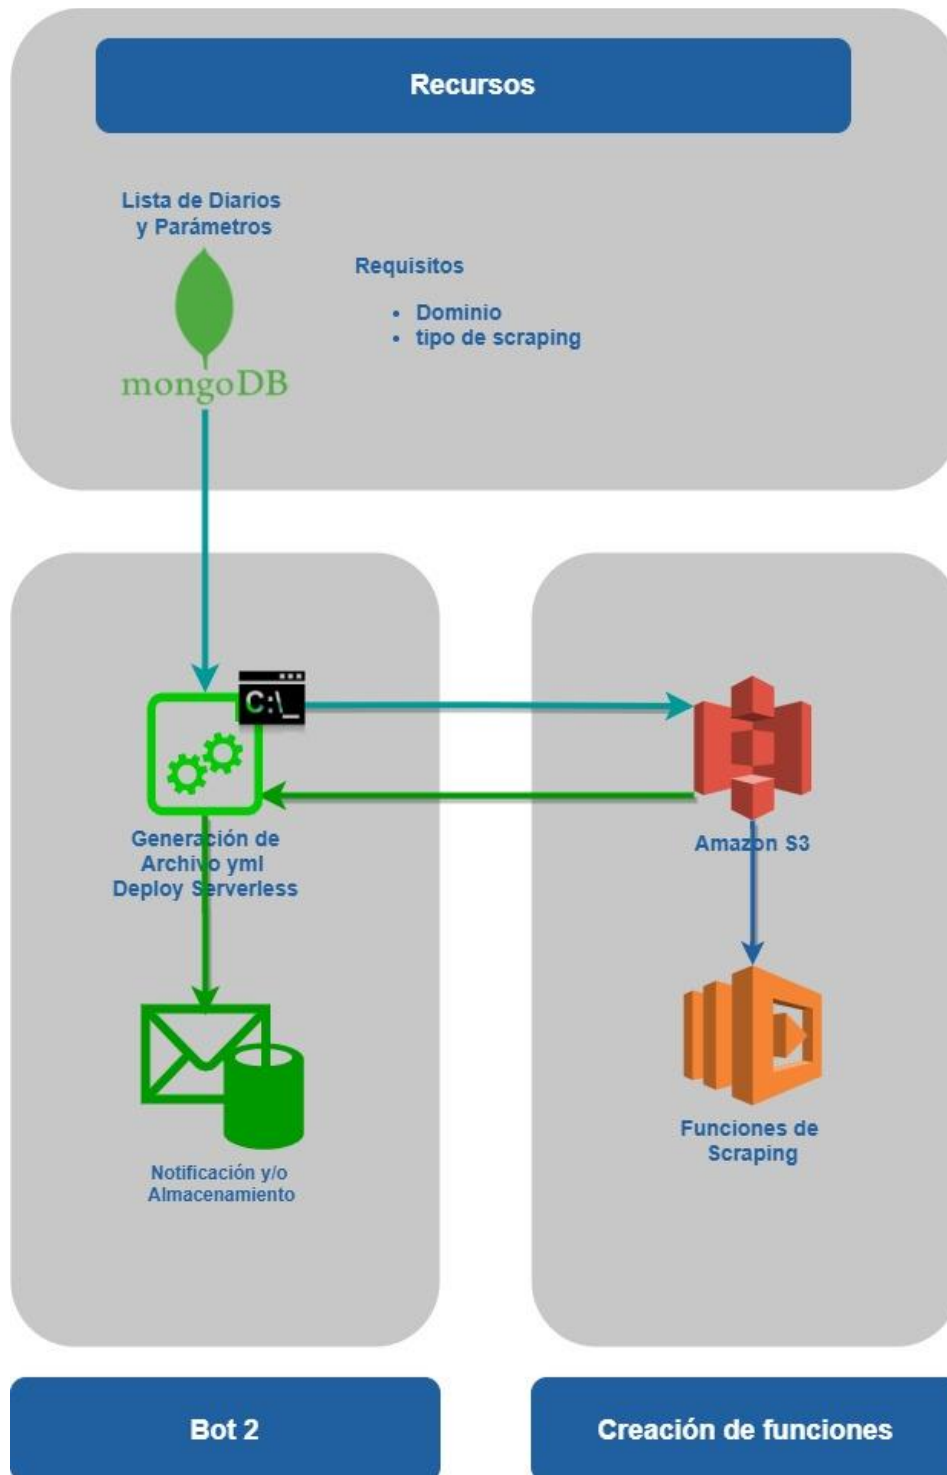 Recursos
Lista de Diarios
y Parámetros
mongoDB
Requisitos
• Dominio
• tipo de scraping
C:\_
Generación de
Archivo yml
Deploy Serverless
Amazon S3
Notificación y/o
Almacenamiento
Funciones de
Scraping
Bot 2
Creación de funciones